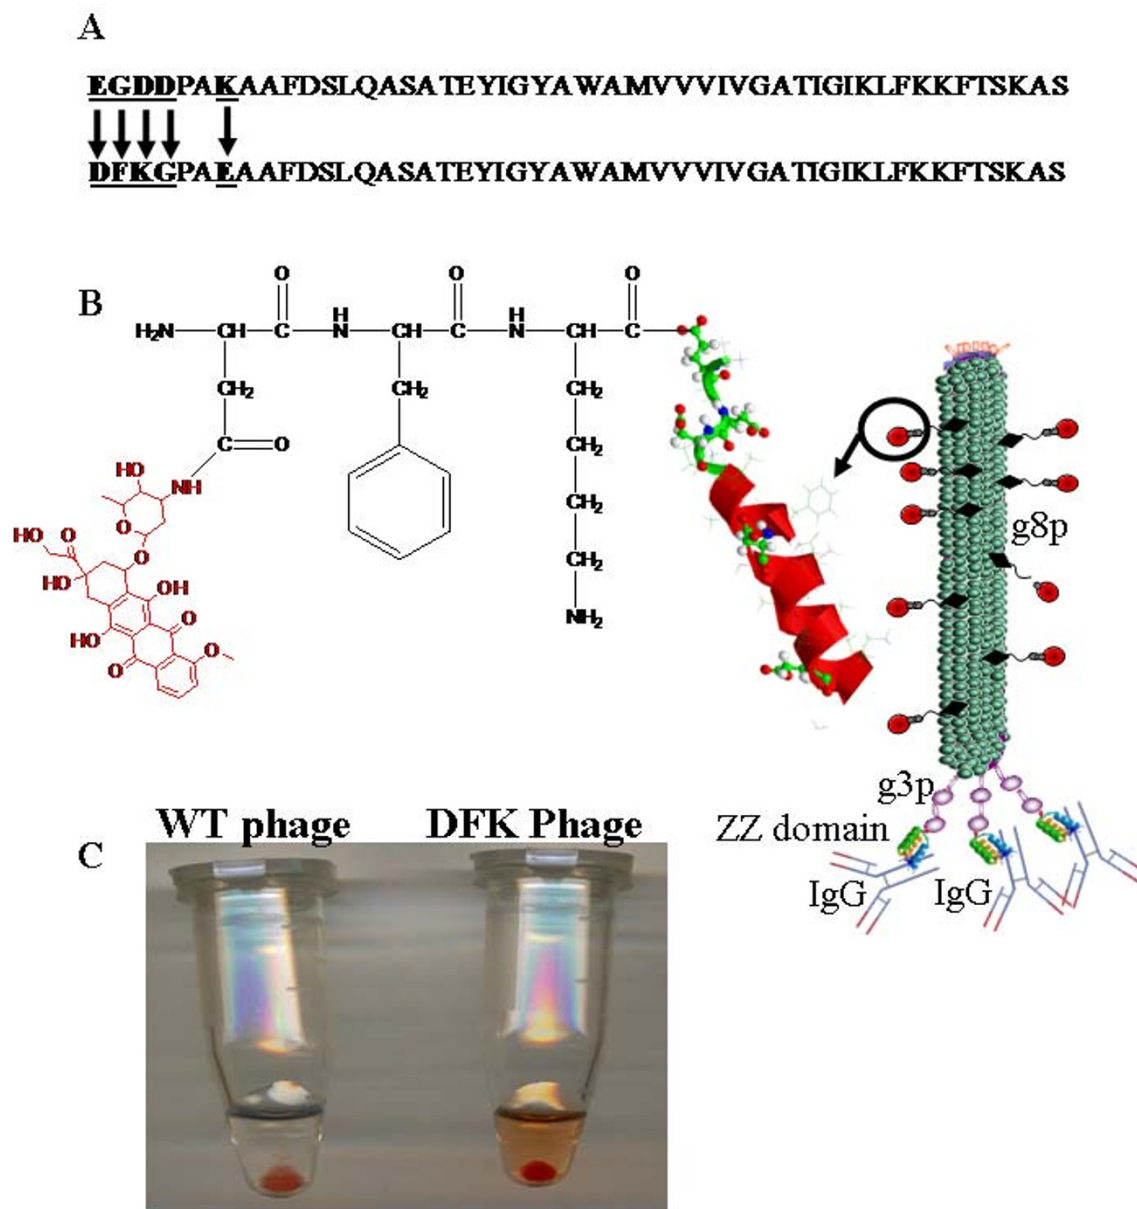 A
EGDDPAKAAFDSLQASATEYIGYAWAMVVVIVGATIGIKLFKKFTSKAS
DFKGPAEAAFDSLQASATEYIGYAWAMVVVIVGATIGIKLFKKFTSKAS
B
O O O
H H
H₂N CH C N CH C N CH C
CH₂ CH₂ CH₂
C O CH₂
HO NH
O CH₂
HO O O
HO OH CH₂
HO O NH₂
O O
g8p
g3p
ZZ domain
IgG IgG
C
WT phage DFK Phage